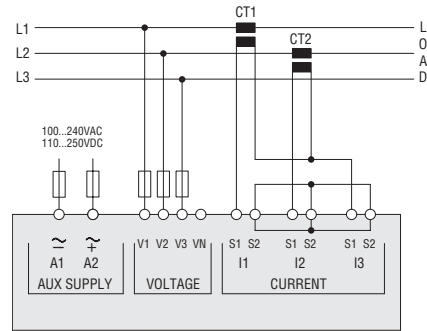 CT1
L1
L
L2
CT2
O
A
L3
D
100...240VAC
110...250VDC
V1 V2 V3 VN
S1 S2
S1 S2
S1 S2
A1
A2
I1
I2
I3
AUX SUPPLY
VOLTAGE
CURRENT